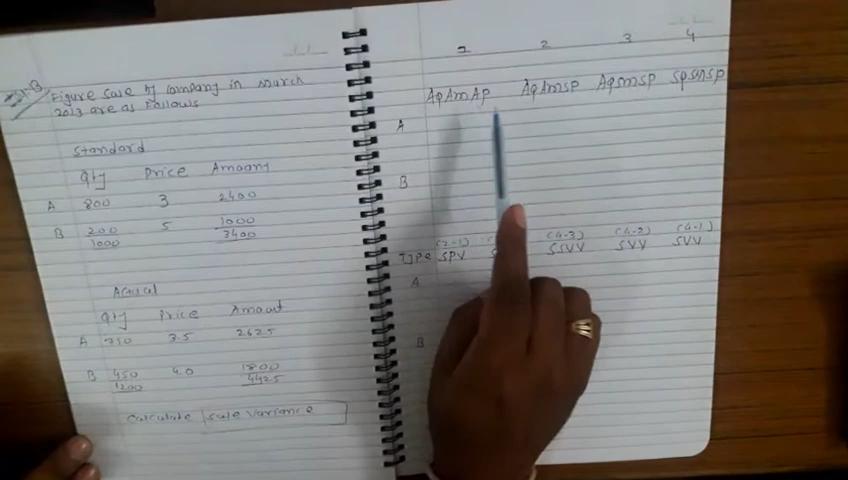 Figure Sale of Company in March
2013 are as Follows
Standard
Qty Price Amount
A 800 3 2400
B 200 5 1000
1000 3400
Actual
Qty Price Amount
A 750 3.5 2625
B 450 4.0 1800
1200 4425
Calculate Sale Variance
1 2 3 4
AqAmAp AqAmSp AqSmSp SqSmSp
A
B
(2-1) (4-3) (4-2) (4-1)
Type SPV SSVV SVV SVV
A
B